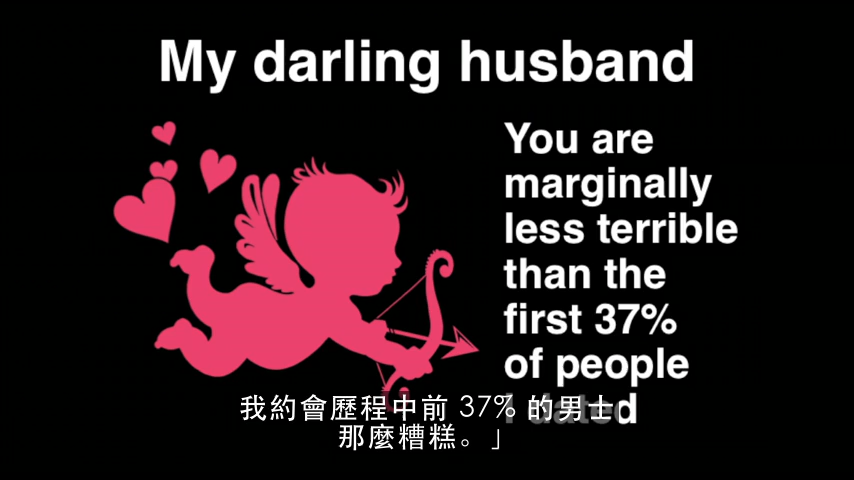 My darling husband
You are
marginally
less terrible
than the
first 37%
of people
I dated
我約會歷程中前 37% 的男士
那麼糟糕。」